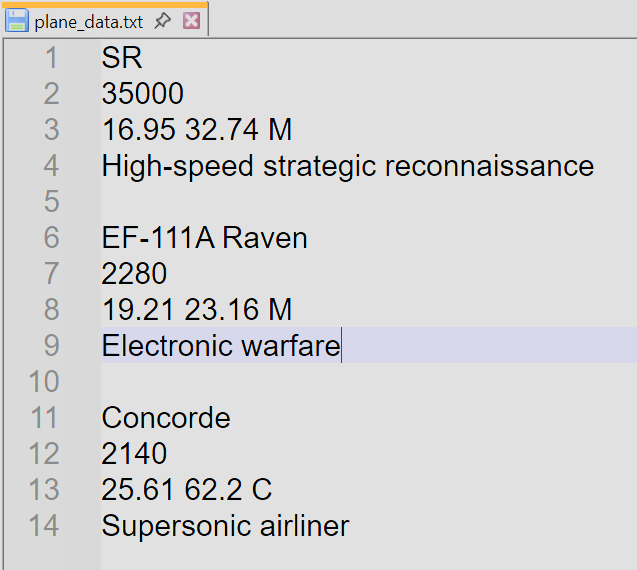 plane_data.txt
1 SR
2 35000
3 16.95 32.74 M
4 High-speed strategic reconnaissance
5
6 EF-111A Raven
7 2280
8 19.21 23.16 M
9 Electronic warfare
10
11 Concorde
12 2140
13 25.61 62.2 C
14 Supersonic airliner